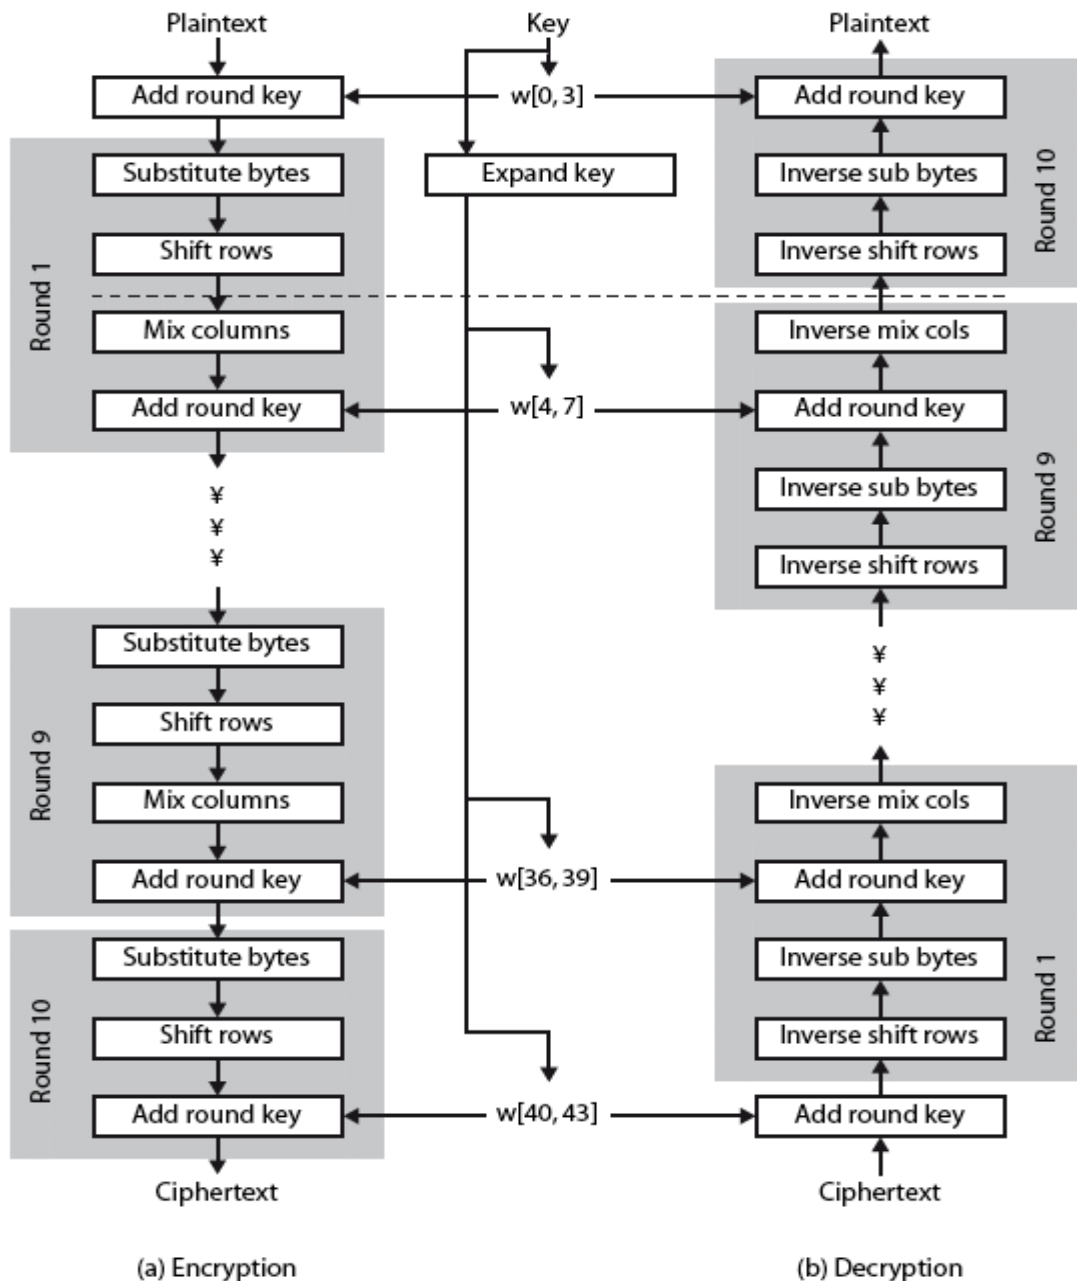 Plaintext
Add round key
Substitute bytes
Shift rows
Mix columns
Add round key
Round 1
¥
¥
¥
Substitute bytes
Shift rows
Mix columns
Add round key
Round 9
Substitute bytes
Shift rows
Add round key
Round 10
Ciphertext
(a) Encryption
Key
w[0, 3]
Expand key
w[4, 7]
w[36, 39]
w[40, 43]
Plaintext
Add round key
Inverse sub bytes
Inverse shift rows
Round 10
Inverse mix cols
Add round key
Inverse sub bytes
Inverse shift rows
Round 9
¥
¥
¥
Inverse mix cols
Add round key
Inverse sub bytes
Inverse shift rows
Round 1
Add round key
Ciphertext
(b) Decryption